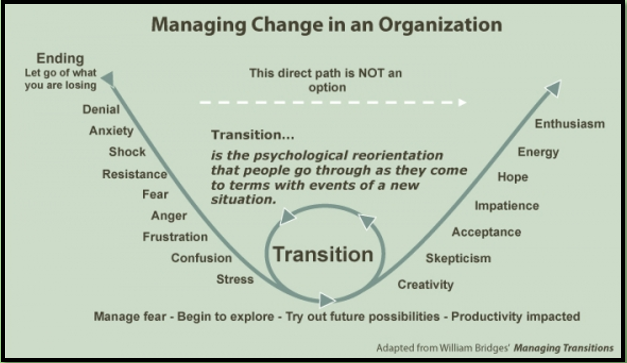 Managing Change in an Organization
Ending
Let go of what
you are losing
This direct path is NOT an
option
Denial
Anxiety
Shock
Resistance
Fear
Anger
Frustration
Confusion
Stress
Transition...
is the psychological reorientation
that people go through as they come
to terms with events of a new
situation.
Transition
Enthusiasm
Energy
Hope
Impatience
Acceptance
Skepticism
Creativity
Manage fear - Begin to explore - Try out future possibilities - Productivity impacted
Adapted from William Bridges' Managing Transitions